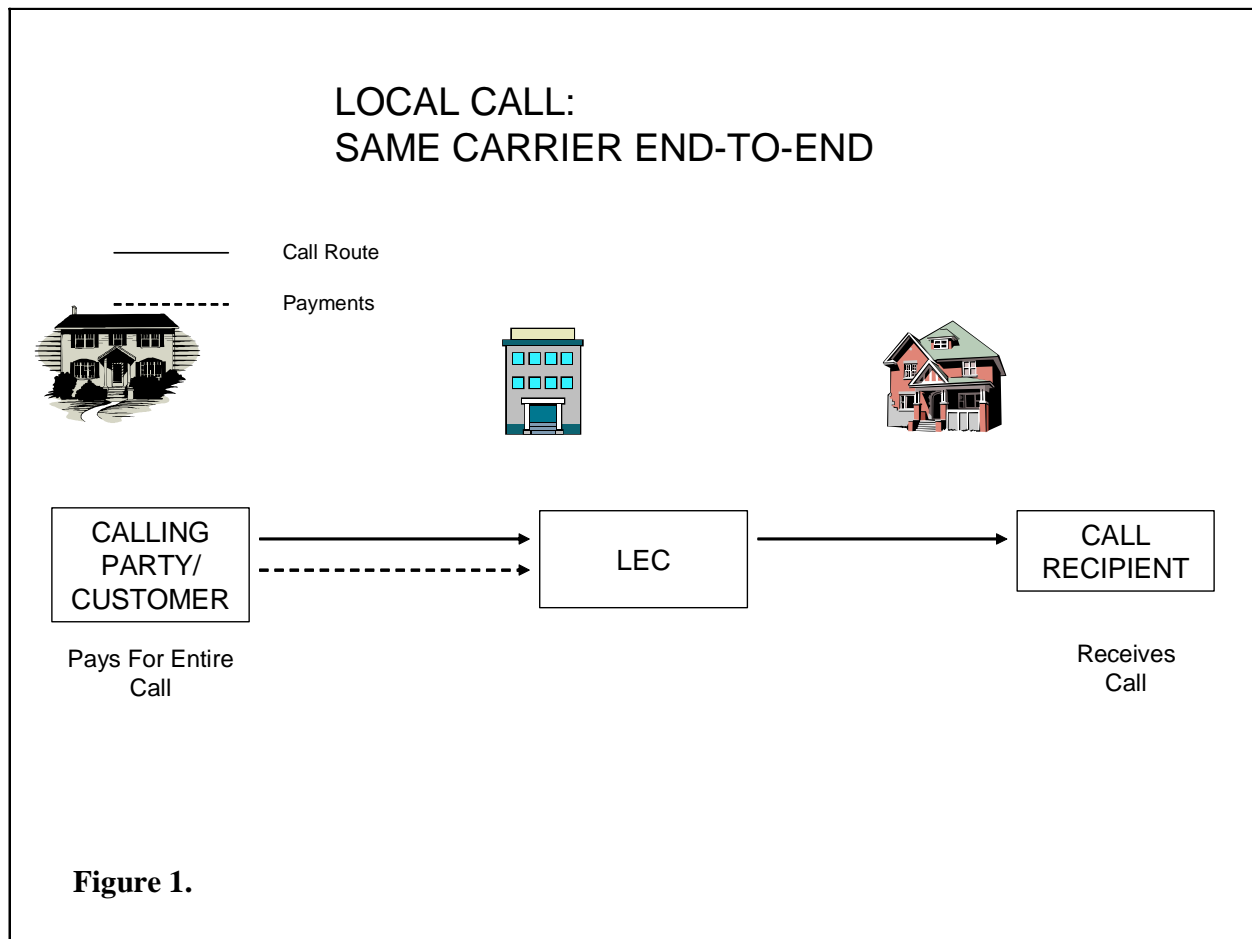 LOCAL CALL:
SAME CARRIER END-TO-END
Call Route
Payments
CALLING
PARTY/
CUSTOMER
LEC
CALL
RECIPIENT
Pays For Entire
Call
Receives
Call
Figure 1.